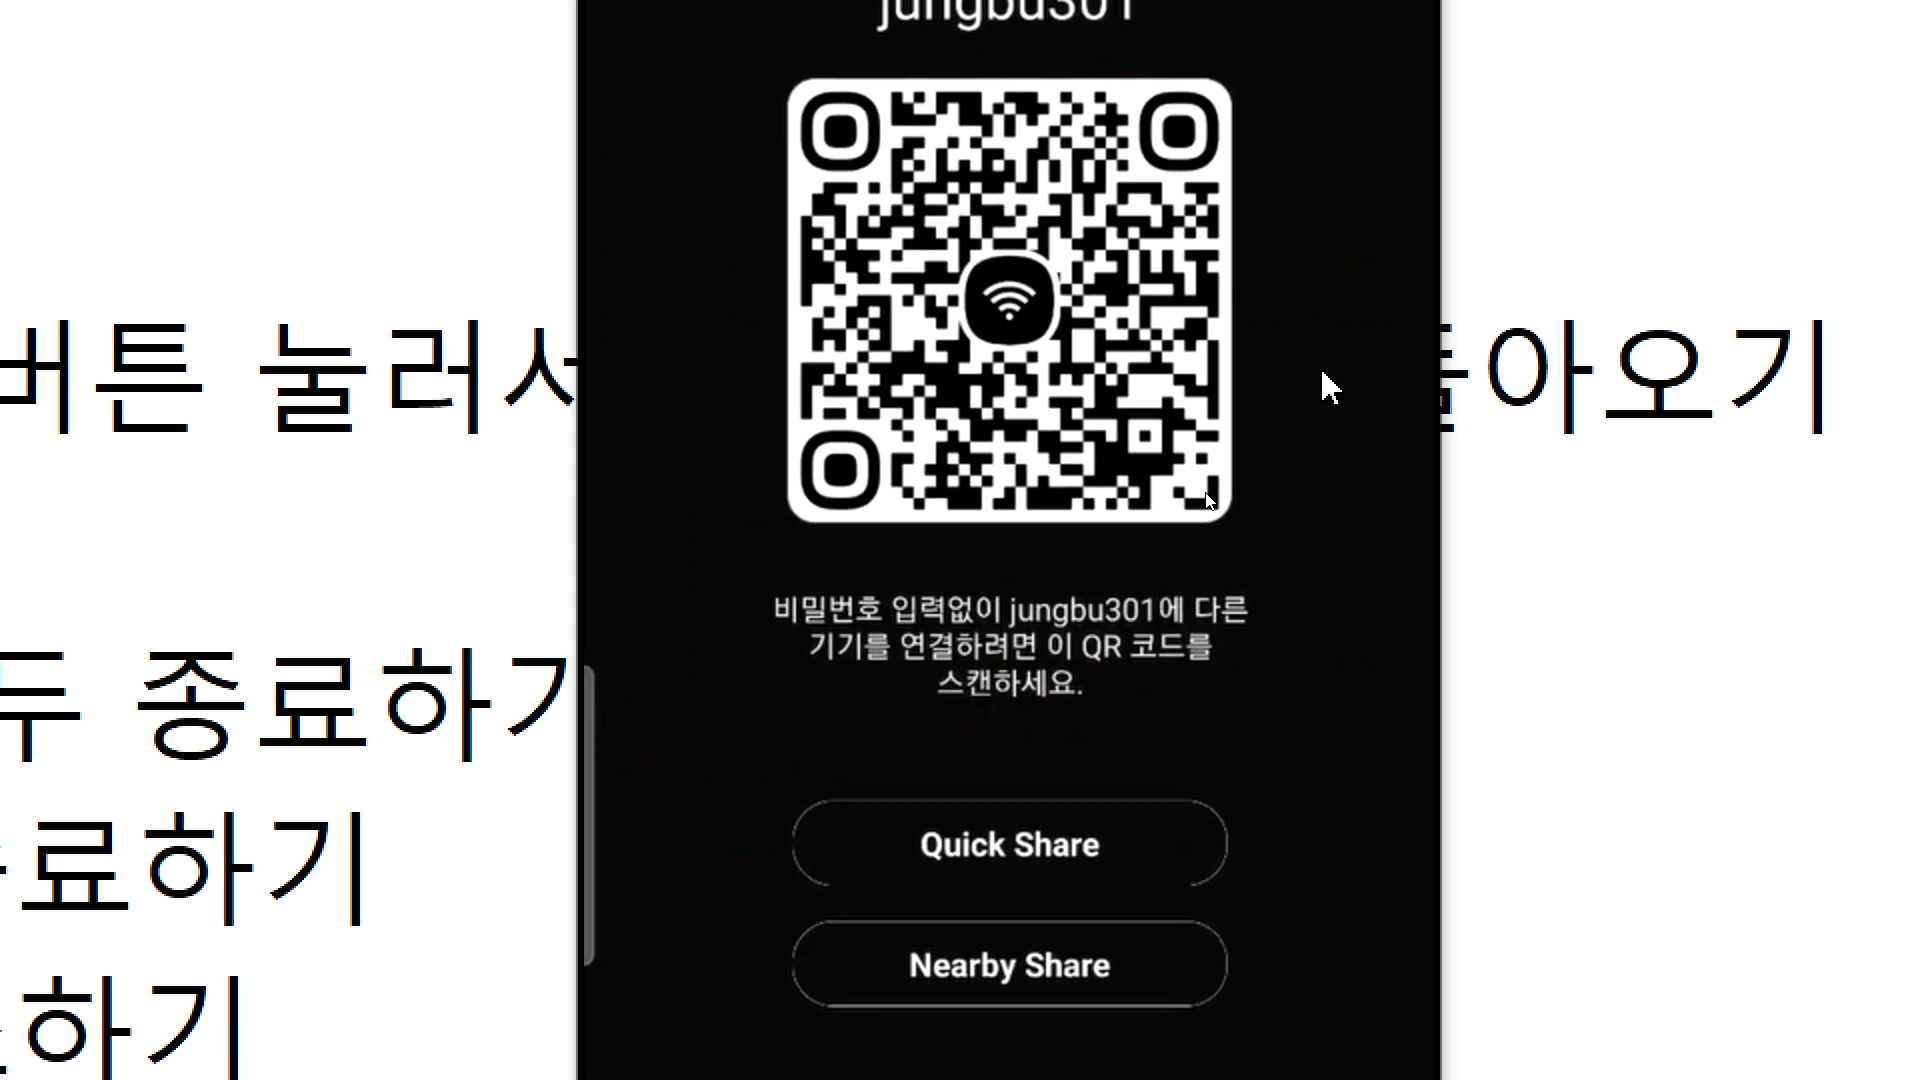 jungbu301
버튼 눌러서
돌아오기
비밀번호 입력없이 jungbu301에 다른
기기를 연결하려면 이 QR 코드를
스캔하세요.
두 종료하기
료하기
하기
Quick Share
Nearby Share